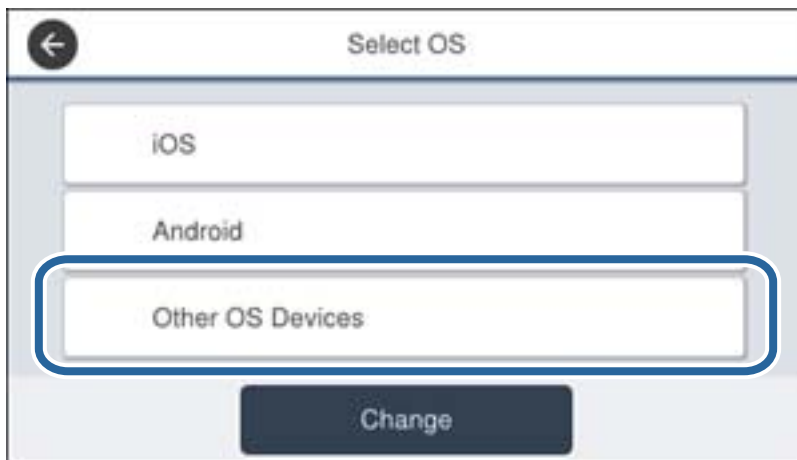 Select OS
iOS
Android
Other OS Devices
Change